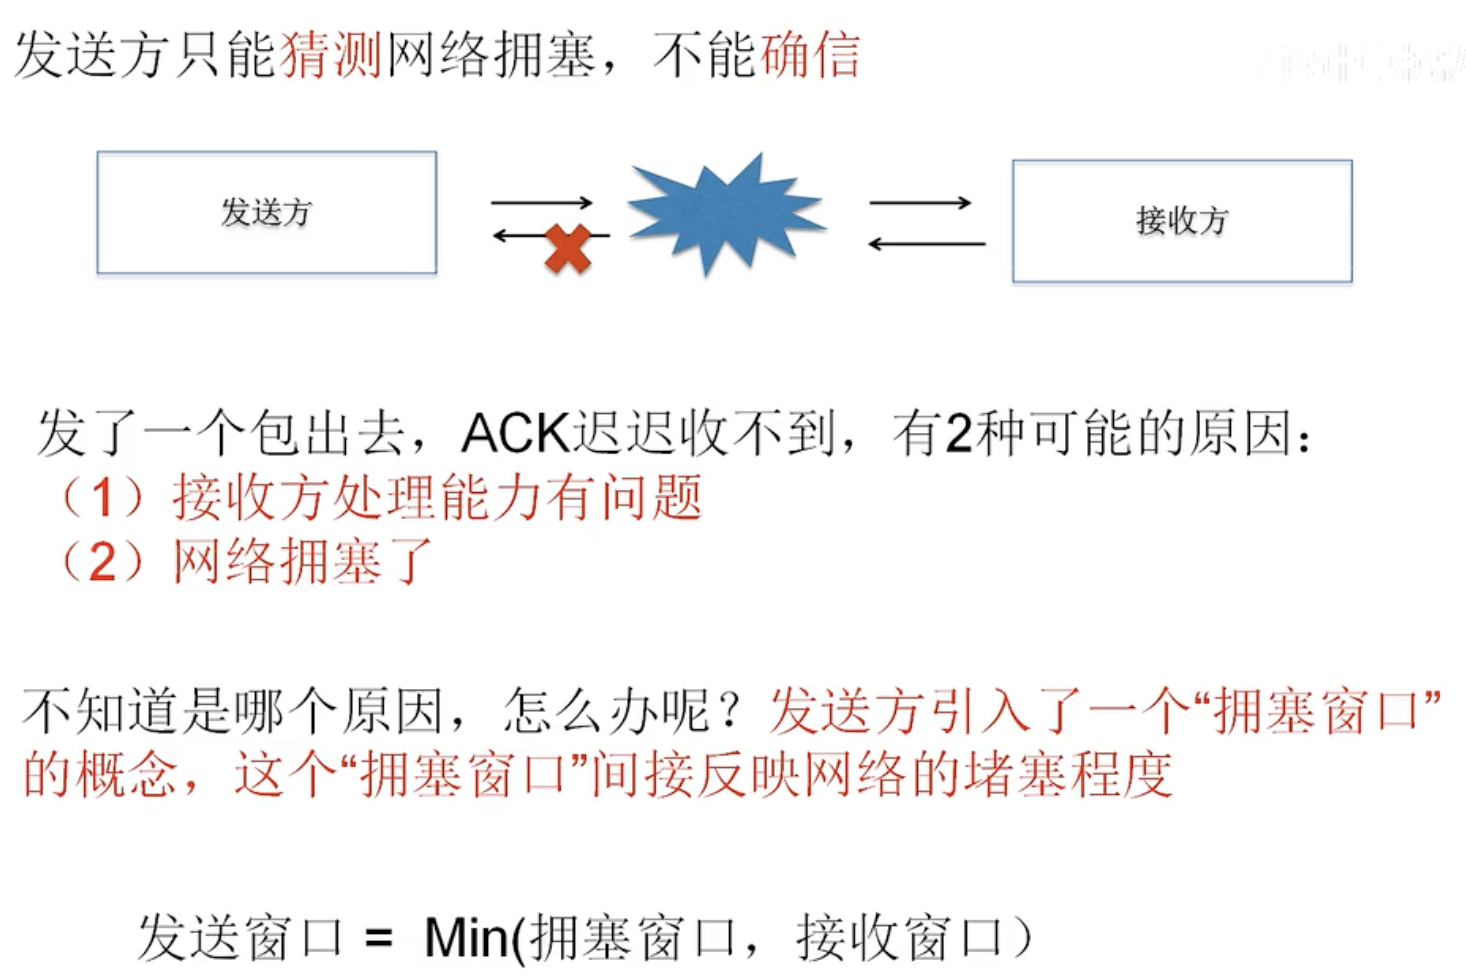 发送方只能猜测网络拥塞，不能确信
发送方
接收方
发了一个包出去，ACK迟迟收不到，有2种可能的原因：
（1）接收方处理能力有问题
（2）网络拥塞了
不知道是哪个原因，怎么办呢？发送方引入了一个“拥塞窗口”
的概念，这个“拥塞窗口”间接反映网络的堵塞程度
发送窗口 = Min(拥塞窗口，接收窗口）